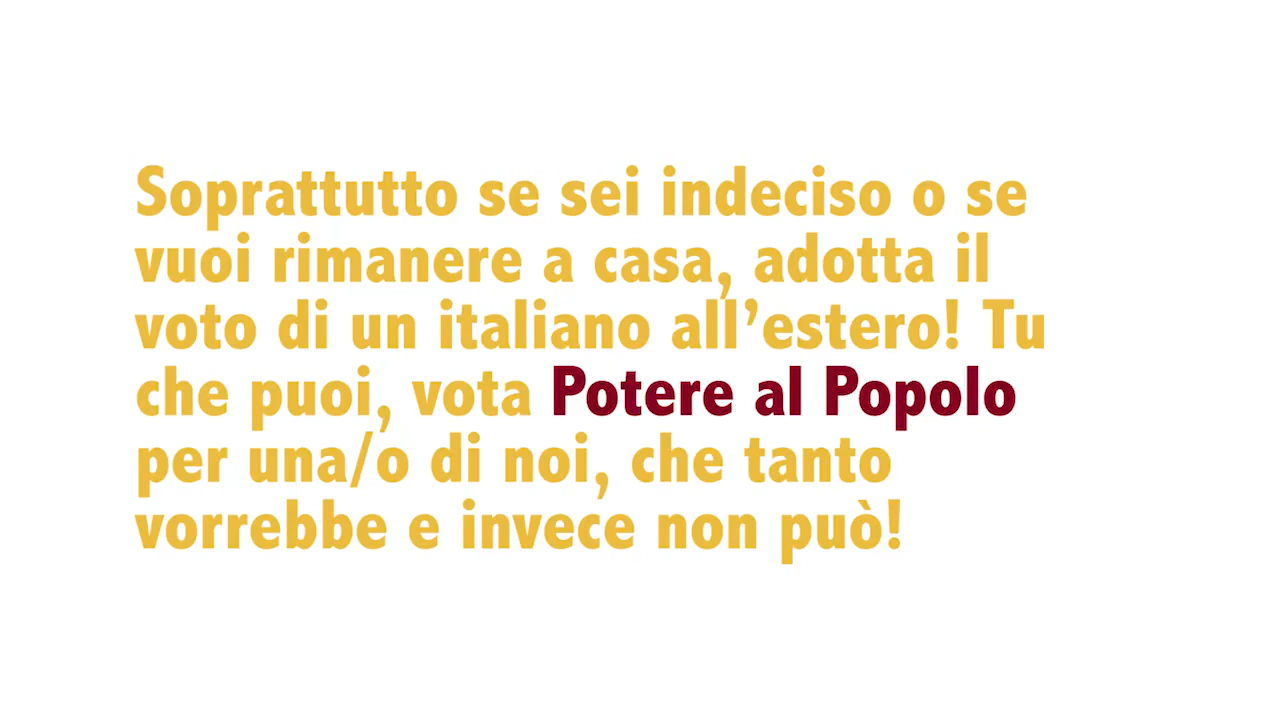 Soprattutto se sei indeciso o se
vuoi rimanere a casa, adotta il
voto di un italiano all’estero! Tu
che puoi, vota Potere al Popolo
per una/o di noi, che tanto
vorrebbe e invece non può!